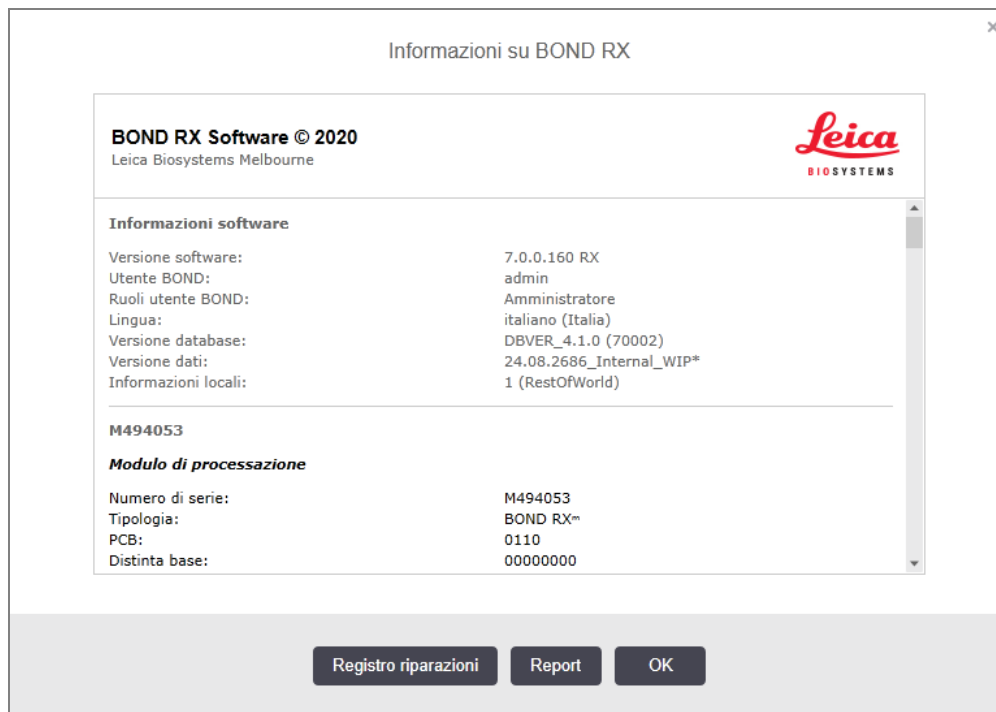 Informazioni su BOND RX
BOND RX Software © 2020
Leica Biosystems Melbourne
Leica
BIOSYSTEMS
Informazioni software
Versione software: 7.0.0.160 RX
Utente BOND: admin
Ruoli utente BOND: Amministratore
Lingua: italiano (Italia)
Versione database: DBVER_4.1.0 (70002)
Versione dati: 24.08.2686_Internal_WIP*
Informazioni locali: 1 (RestOfWorld)
M494053
Modulo di processazione
Numero di serie: M494053
Tipologia: BOND RXᵐ
PCB: 0110
Distinta base: 00000000
Registro riparazioni Report OK